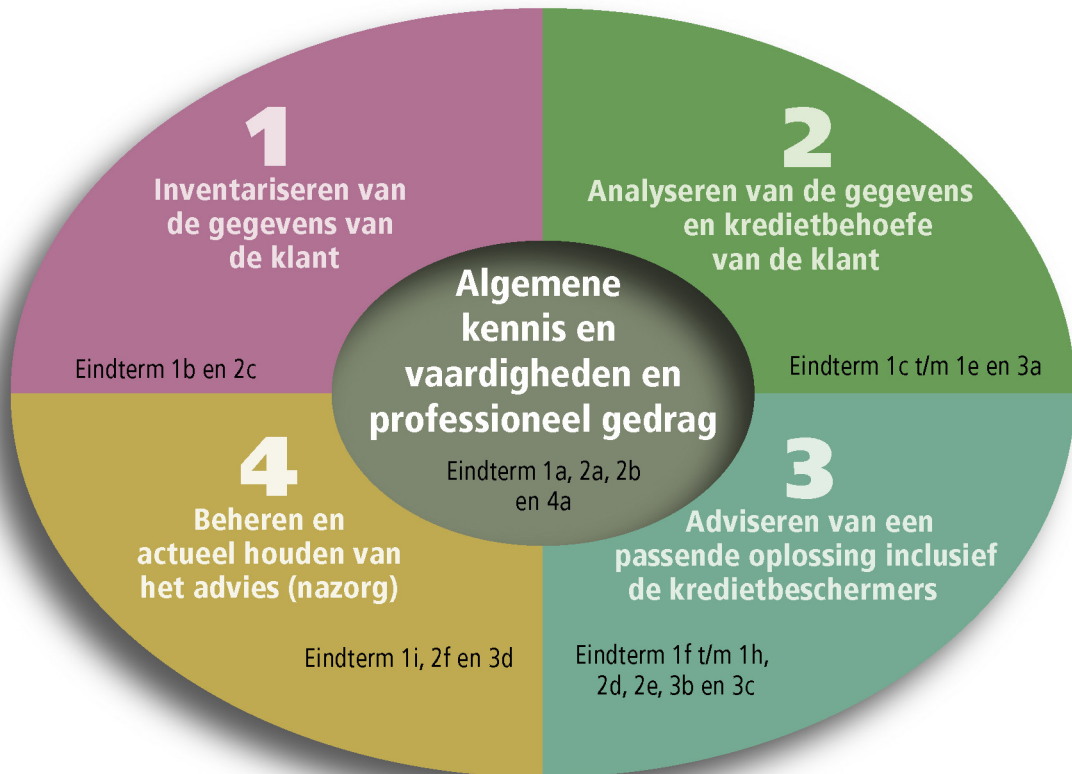 1
Inventariseren van
de gegevens van
de klant
Eindterm 1b en 2c
2
Analyseren van de gegevens
en kredietbehoefe
van de klant
Eindterm 1c t/m 1e en 3a
Algemene
kennis en
vaardigheden en
professioneel gedrag
Eindterm 1a, 2a, 2b
en 4a
3
Adviseren van een
passende oplossing inclusief
de kredietbeschermers
Eindterm 1f t/m 1h,
2d, 2e, 3b en 3c
4
Beheren en
actueel houden van
het advies (nazorg)
Eindterm 1i, 2f en 3d